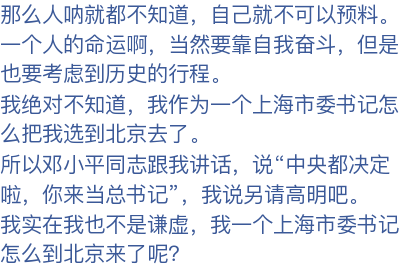 那么人呐就都不知道，自己就不可以预料。
一个人的命运啊，当然要靠自我奋斗，但是
也要考虑到历史的行程。
我绝对不知道，我作为一个上海市委书记怎
么把我选到北京去了。
所以邓小平同志跟我讲话，说“中央都决定
啦，你来当总书记”，我说另请高明吧。
我实在我也不是谦虚，我一个上海市委书记
怎么到北京来了呢？